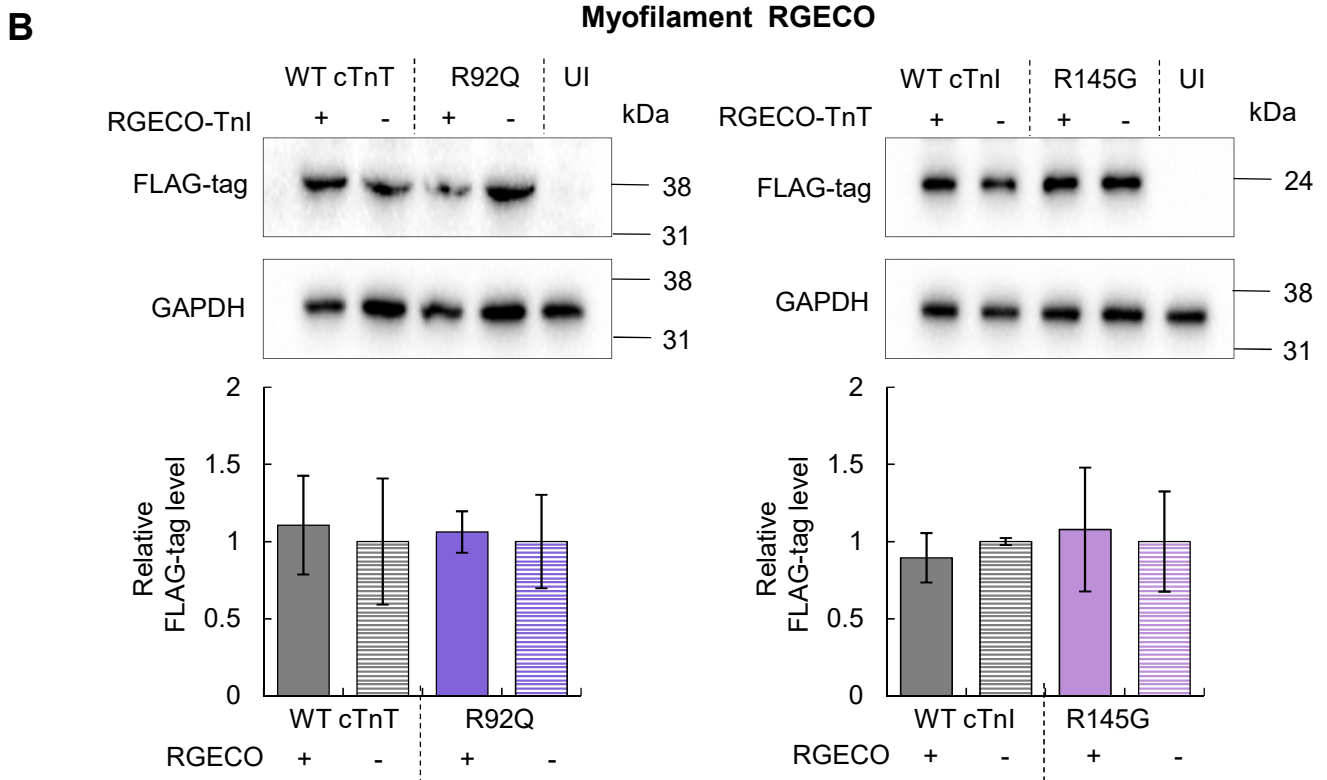 B
Myofilament RGECO
WT cTnT R92Q UI
RGECO-TnI + - + - kDa
FLAG-tag
38
31
GAPDH
38
31
2
1.5
1
0.5
0
Relative
FLAG-tag level
WT cTnT R92Q
RGECO + - + -
WT cTnI R145G UI
RGECO-TnT + - + - kDa
FLAG-tag
24
GAPDH
38
31
2
1.5
1
0.5
0
Relative
FLAG-tag level
WT cTnI R145G
RGECO + - + -